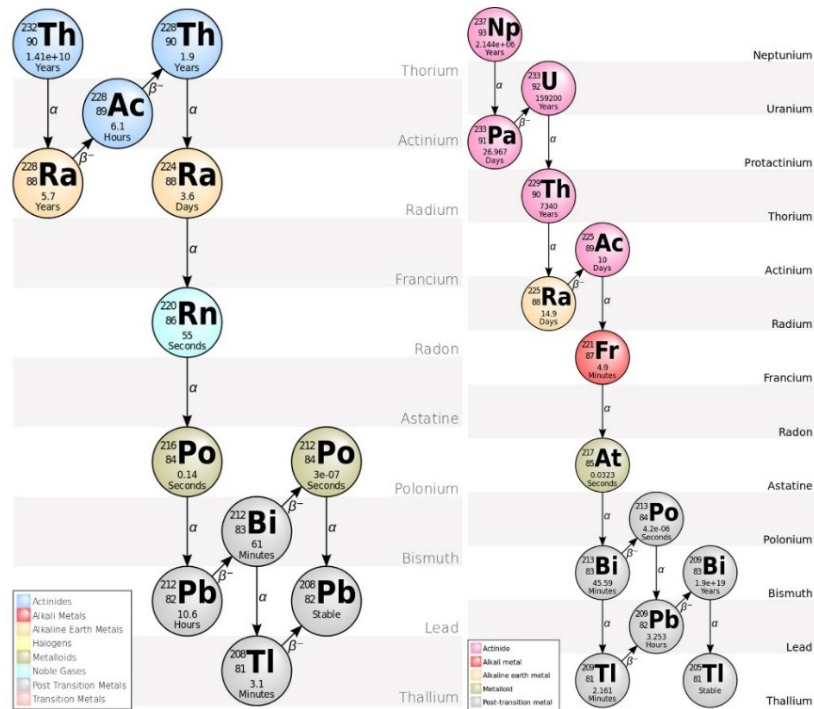 232 90 Th 1.41e+10 Years
228 90 Th 1.9 Years
Thorium
α
β−
α
228 89 Ac 6.1 Hours
Actinium
β−
228 88 Ra 5.7 Years
224 88 Ra 3.6 Days
Radium
α
Francium
220 86 Rn 55 Seconds
Radon
α
Astatine
216 84 Po 0.14 Seconds
212 84 Po 3e-07 Seconds
Polonium
β−
α
212 83 Bi 61 Minutes
α
Bismuth
β−
212 82 Pb 10.6 Hours
α
208 82 Pb Stable
Lead
β−
208 81 Tl 3.1 Minutes
Thallium
Actinides
Alkali Metals
Alkaline Earth Metals
Halogens
Metalloids
Noble Gases
Post Transition Metals
Transition Metals
237 93 Np 2.144e+06 Years
Neptunium
α
233 92 U 159200 Years
Uranium
β−
233 91 Pa 26.967 Days
α
Protactinium
229 90 Th 7340 Years
Thorium
α
225 89 Ac 10 Days
Actinium
β−
225 88 Ra 14.9 Days
α
Radium
221 87 Fr 4.9 Minutes
Francium
α
Radon
217 85 At 0.0323 Seconds
Astatine
α
213 84 Po 4.2e-06 Seconds
Polonium
β−
213 83 Bi 45.59 Minutes
α
209 83 Bi 1.9e+19 Years
Bismuth
α
209 82 Pb 3.253 Hours
β−
α
Lead
β−
209 81 Tl 2.161 Minutes
205 81 Tl Stable
Thallium
Actinide
Alkali metal
Alkaline earth metal
Metalloid
Post-transition metal